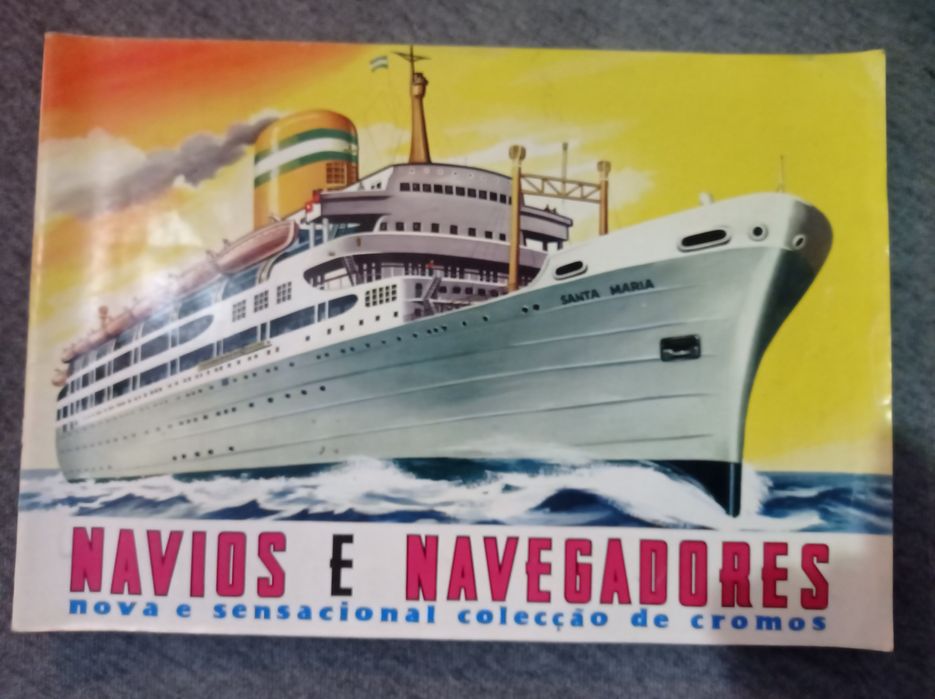 SANTA MARIA
NAVIOS E NAVEGADORES
nova e sensacional colecção de cromos